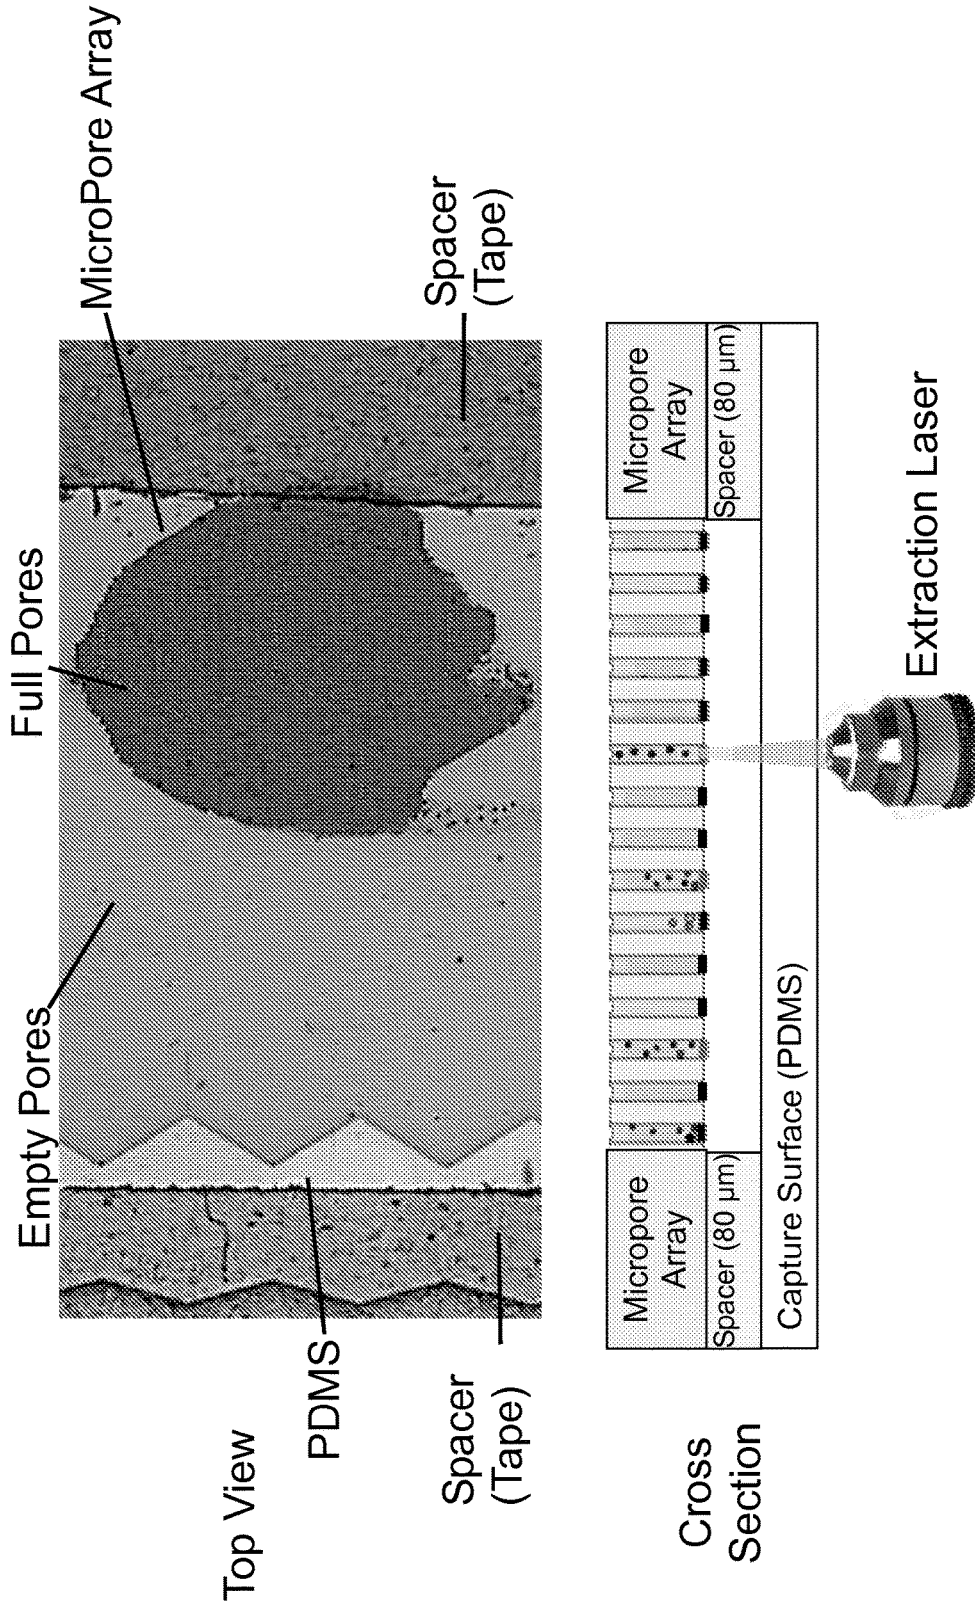 Top View
Empty Pores
Full Pores
MicroPore Array
PDMS
Spacer
(Tape)
Spacer
(Tape)
Cross
Section
Micropore
Array
Micropore
Array
Spacer (80 µm)
Spacer (80 µm)
Capture Surface (PDMS)
Extraction Laser